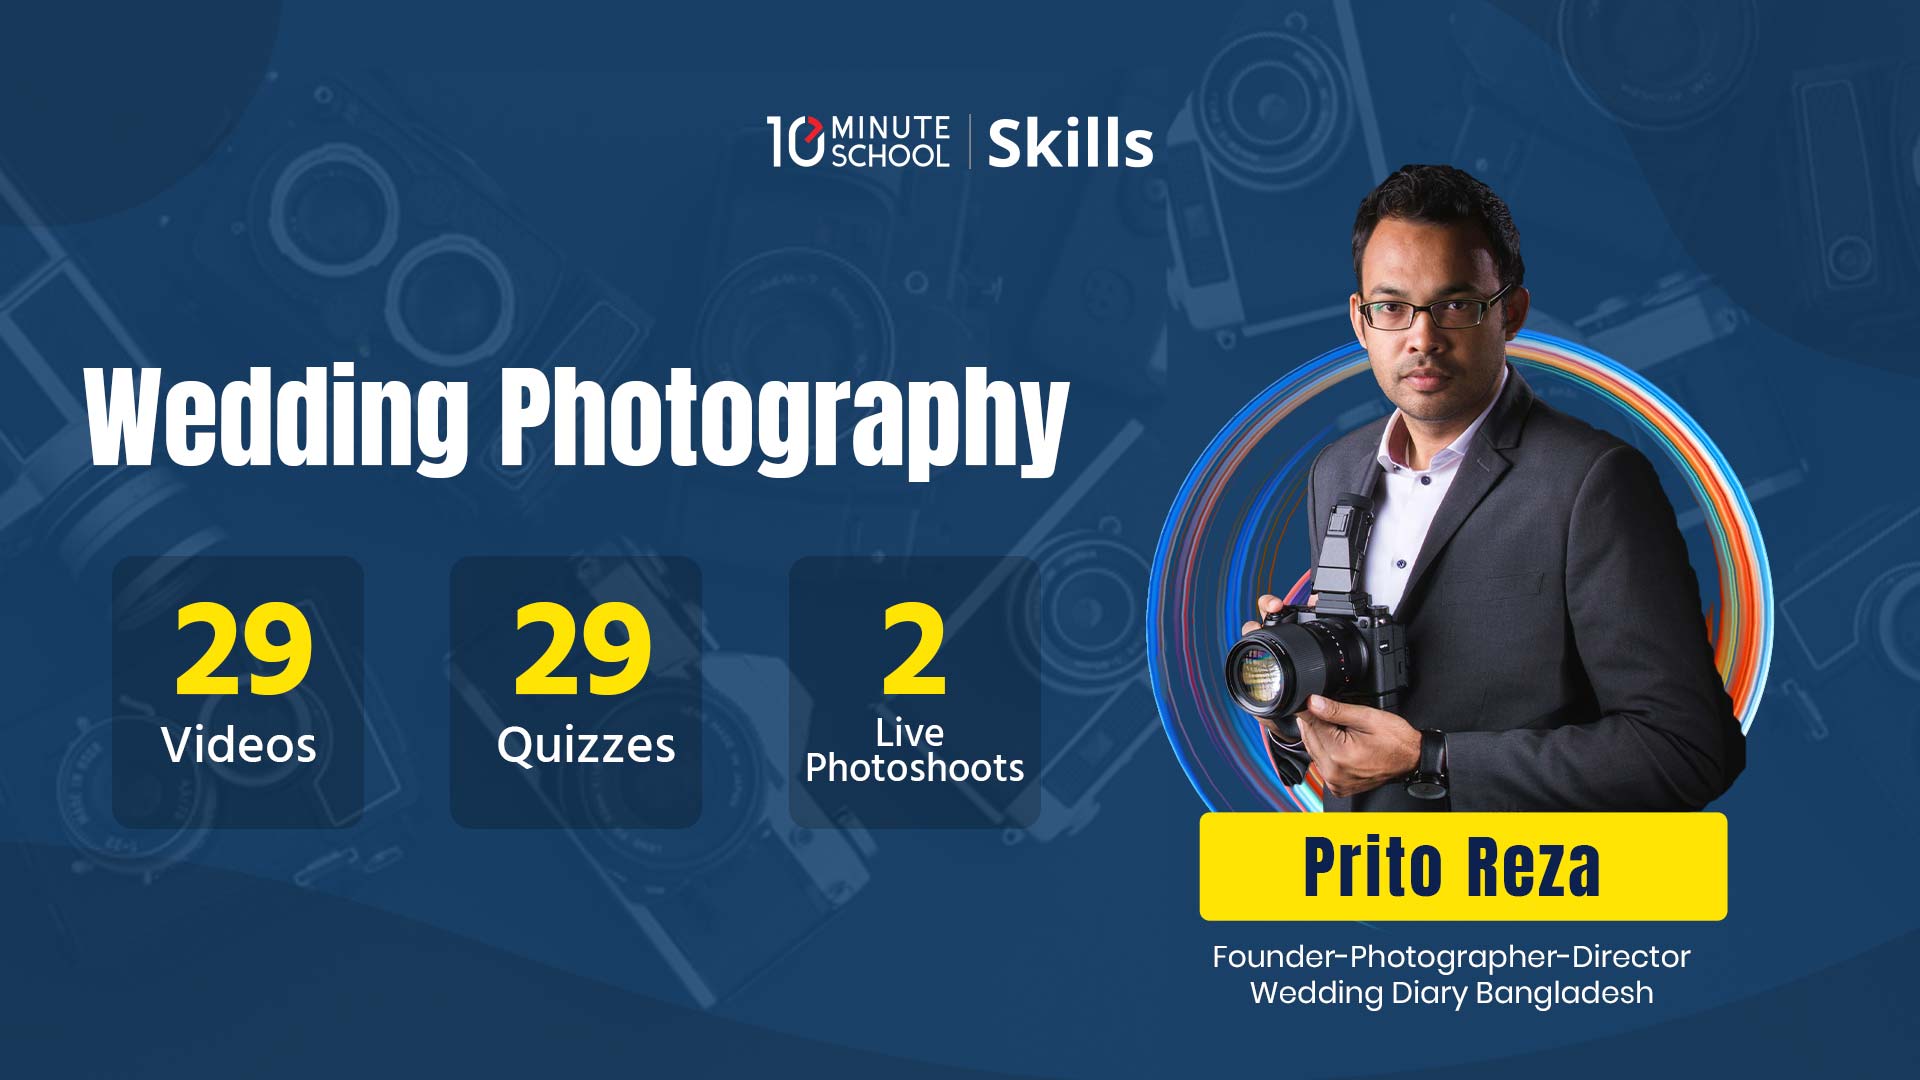 10 MINUTE SCHOOL | Skills
Wedding Photography
29
Videos
29
Quizzes
2
Live
Photoshoots
Prito Reza
Founder-Photographer-Director
Wedding Diary Bangladesh